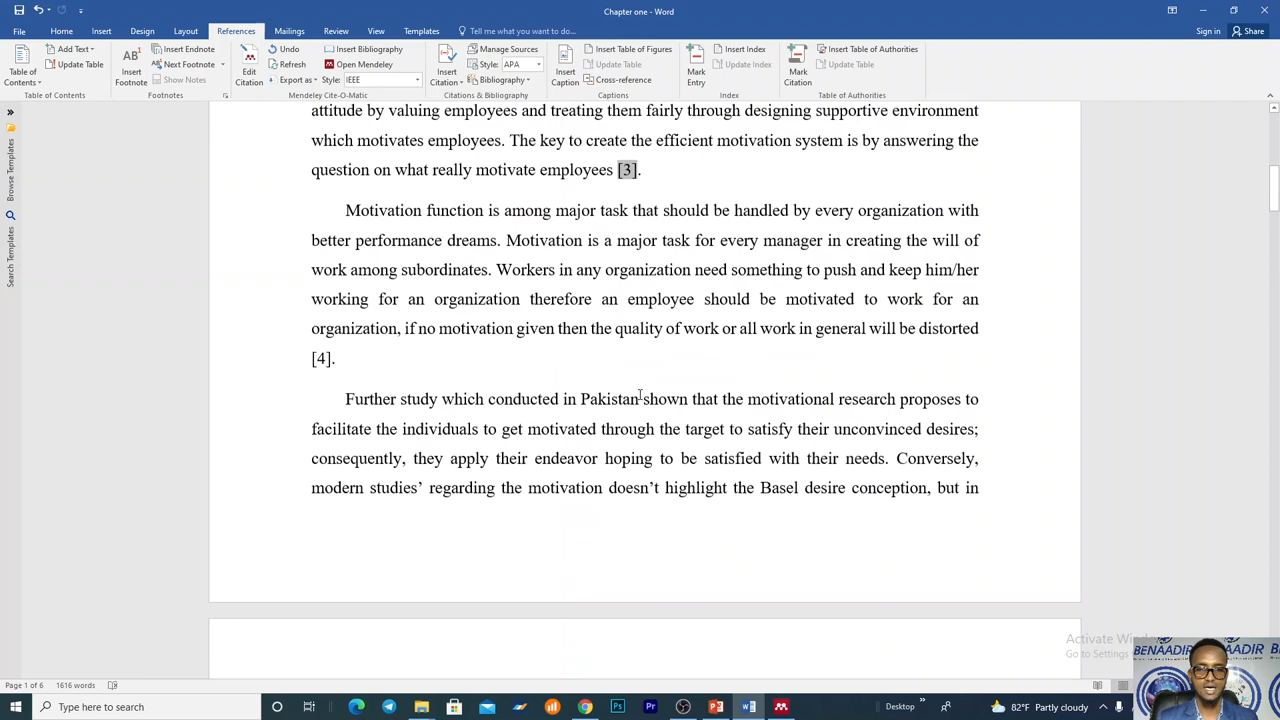 Chapter one - Word
Sign in
Share
File Home Insert Design Layout References Mailings Review View Templates Tell me what you want to do...
Table of Contents
Add Text
Update Table
Table of Contents
AB1
Insert Footnote
Insert Endnote
Next Footnote
Show Notes
Footnotes
Edit Citation
Undo
Refresh
Export as
Insert Bibliography
Open Mendeley
Style: IEEE
Mendeley Cite-O-Matic
Insert Citation
Manage Sources
Style: APA
Bibliography
Citations & Bibliography
Insert Caption
Insert Table of Figures
Update Table
Cross-reference
Captions
Mark Entry
Insert Index
Update Index
Index
Mark Citation
Insert Table of Authorities
Update Table
Table of Authorities
Browse Templates
Search Templates
attitude by valuing employees and treating them fairly through designing supportive environment
which motivates employees. The key to create the efficient motivation system is by answering the
question on what really motivate employees [3].
Motivation function is among major task that should be handled by every organization with
better performance dreams. Motivation is a major task for every manager in creating the will of
work among subordinates. Workers in any organization need something to push and keep him/her
working for an organization therefore an employee should be motivated to work for an
organization, if no motivation given then the quality of work or all work in general will be distorted
[4].
Further study which conducted in Pakistan shown that the motivational research proposes to
facilitate the individuals to get motivated through the target to satisfy their unconvinced desires;
consequently, they apply their endeavor hoping to be satisfied with their needs. Conversely,
modern studies’ regarding the motivation doesn’t highlight the Basel desire conception, but in
Activate
Go to Settings
BENAADIR
Page 1 of 6 1616 words
Type here to search
Desktop
82°F Partly cloudy